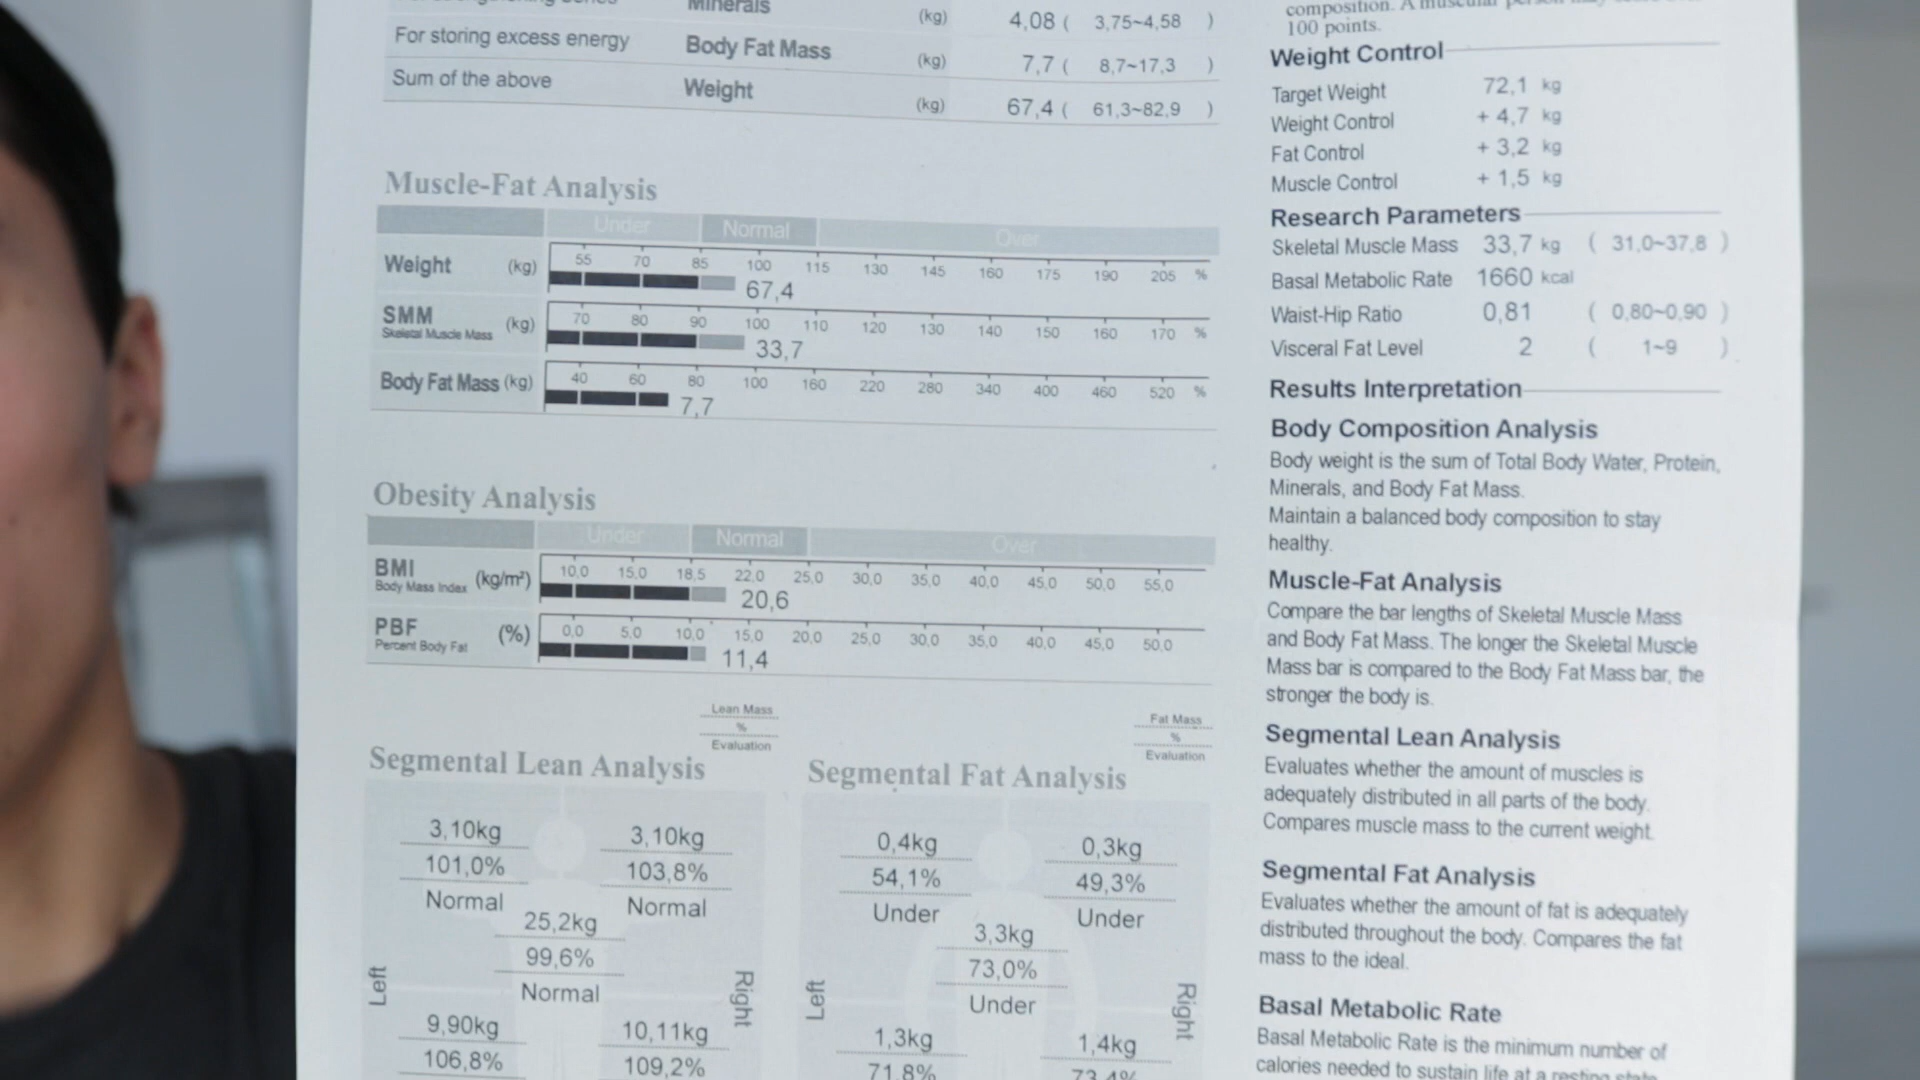 Minerals (kg) 4,08 ( 3,75~4,58 )
For storing excess energy Body Fat Mass (kg) 7,7 ( 8,7~17,3 )
Sum of the above Weight (kg) 67,4 ( 61,3~82,9 )
Muscle-Fat Analysis
Under Normal Over
Weight (kg) 55 70 85 100 115 130 145 160 175 190 205 %
67,4
SMM (kg) 70 80 90 100 110 120 130 140 150 160 170 %
Skeletal Muscle Mass
33,7
Body Fat Mass (kg) 40 60 80 100 160 220 280 340 400 460 520 %
7,7
Obesity Analysis
Under Normal Over
BMI (kg/m²) 10,0 15,0 18,5 22,0 25,0 30,0 35,0 40,0 45,0 50,0 55,0
Body Mass Index
20,6
PBF (%) 0,0 5,0 10,0 15,0 20,0 25,0 30,0 35,0 40,0 45,0 50,0
Percent Body Fat
11,4
Lean Mass
%
Evaluation
Segmental Lean Analysis
3,10kg 3,10kg
101,0% 103,8%
Normal Normal
25,2kg
99,6%
Normal
Left Right
9,90kg 10,11kg
106,8% 109,2%
Fat Mass
%
Evaluation
Segmental Fat Analysis
0,4kg 0,3kg
54,1% 49,3%
Under Under
3,3kg
73,0%
Under
Left Right
1,3kg 1,4kg
71,8% 73,4%
composition. A muscular
100 points.
Weight Control
Target Weight 72,1 kg
Weight Control + 4,7 kg
Fat Control + 3,2 kg
Muscle Control + 1,5 kg
Research Parameters
Skeletal Muscle Mass 33,7 kg ( 31,0~37,8 )
Basal Metabolic Rate 1660 kcal
Waist-Hip Ratio 0,81 ( 0,80~0,90 )
Visceral Fat Level 2 ( 1~9 )
Results Interpretation
Body Composition Analysis
Body weight is the sum of Total Body Water, Protein,
Minerals, and Body Fat Mass.
Maintain a balanced body composition to stay
healthy.
Muscle-Fat Analysis
Compare the bar lengths of Skeletal Muscle Mass
and Body Fat Mass. The longer the Skeletal Muscle
Mass bar is compared to the Body Fat Mass bar, the
stronger the body is.
Segmental Lean Analysis
Evaluates whether the amount of muscles is
adequately distributed in all parts of the body.
Compares muscle mass to the current weight.
Segmental Fat Analysis
Evaluates whether the amount of fat is adequately
distributed throughout the body. Compares the fat
mass to the ideal.
Basal Metabolic Rate
Basal Metabolic Rate is the minimum number of
calories needed to sustain life at a resting state